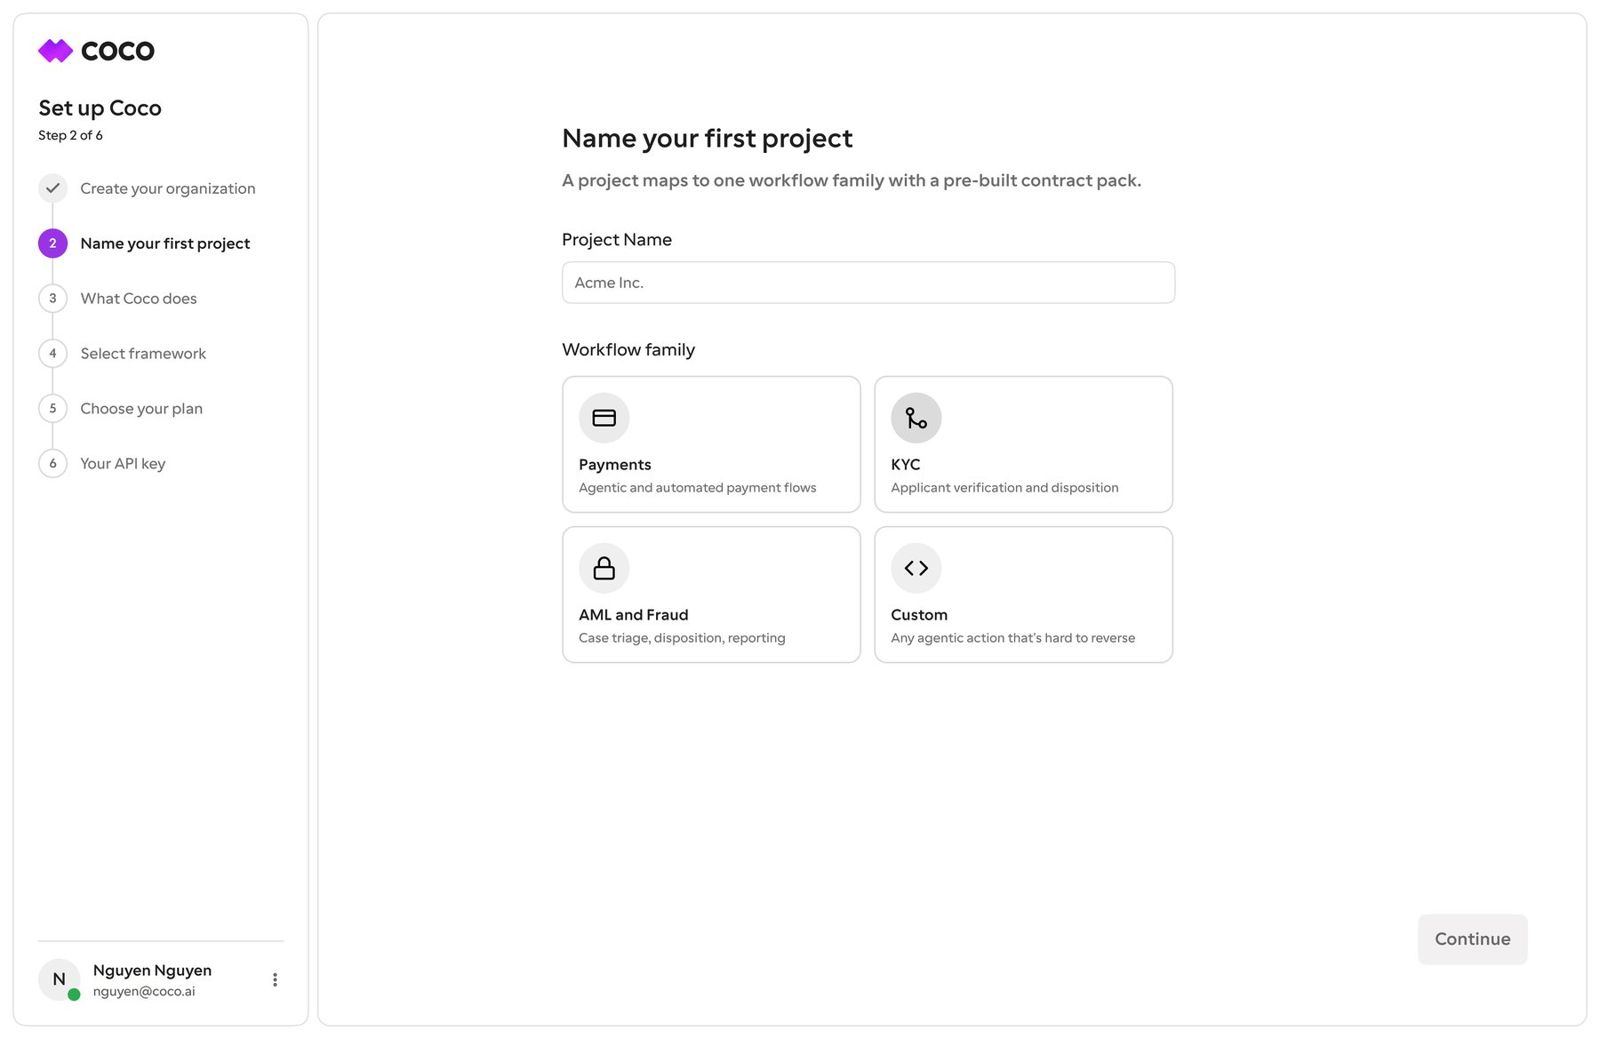 coco
Set up Coco
Step 2 of 6
Create your organization
2 Name your first project
3 What Coco does
4 Select framework
5 Choose your plan
6 Your API key
N
Nguyen Nguyen
nguyen@coco.ai
Name your first project
A project maps to one workflow family with a pre-built contract pack.
Project Name
Acme Inc.
Workflow family
Payments
Agentic and automated payment flows
KYC
Applicant verification and disposition
AML and Fraud
Case triage, disposition, reporting
Custom
Any agentic action that's hard to reverse
Continue